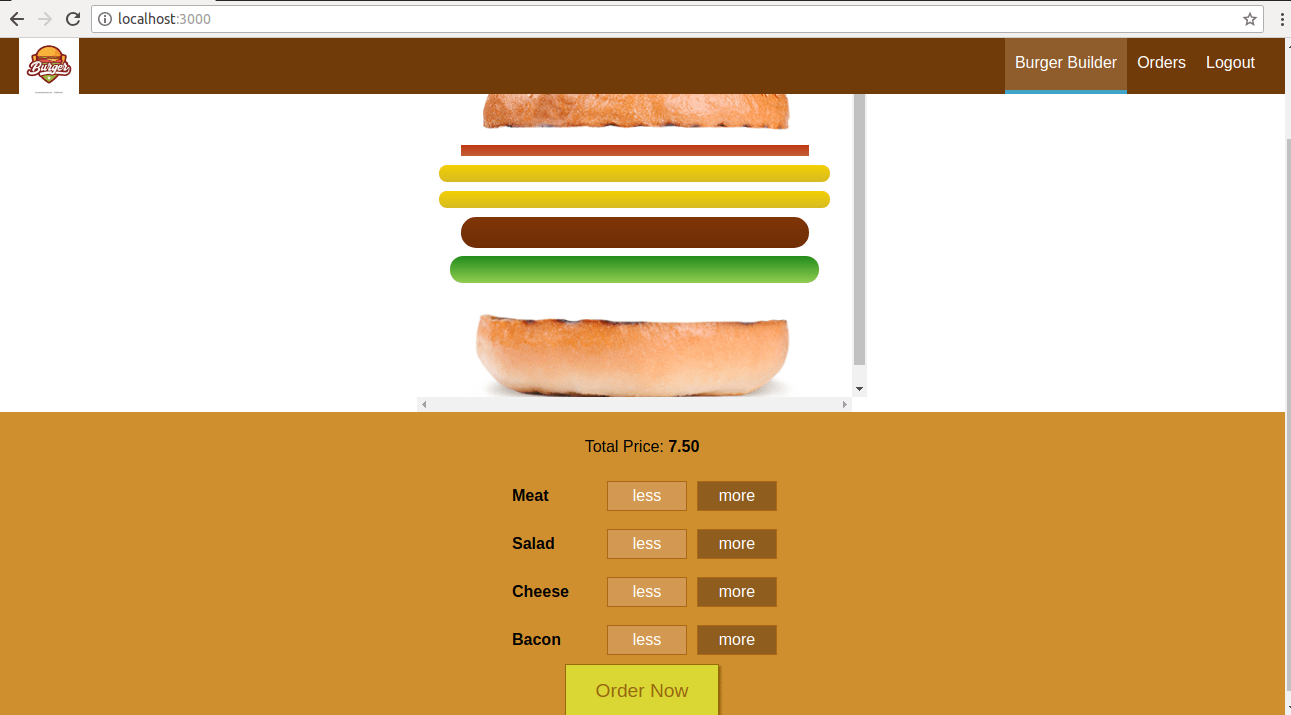 localhost:3000
Burger
Burger Builder Orders Logout
Total Price: 7.50
Meat less more
Salad less more
Cheese less more
Bacon less more
Order Now